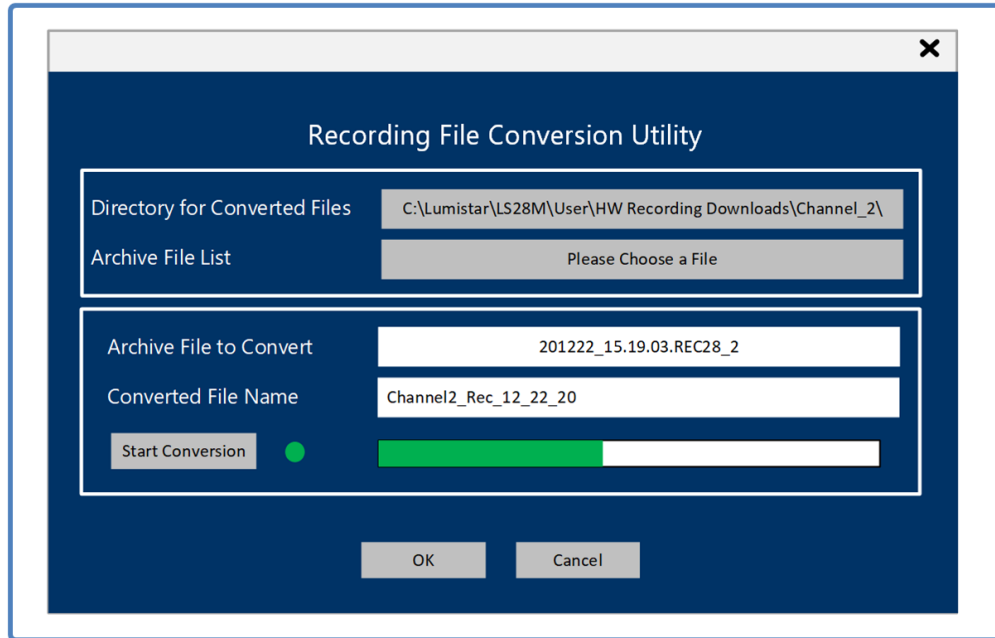 Recording File Conversion Utility
Directory for Converted Files C:\Lumistar\LS28M\User\HW Recording Downloads\Channel_2\
Archive File List Please Choose a File
Archive File to Convert 201222_15.19.03.REC28_2
Converted File Name Channel2_Rec_12_22_20
Start Conversion
OK Cancel